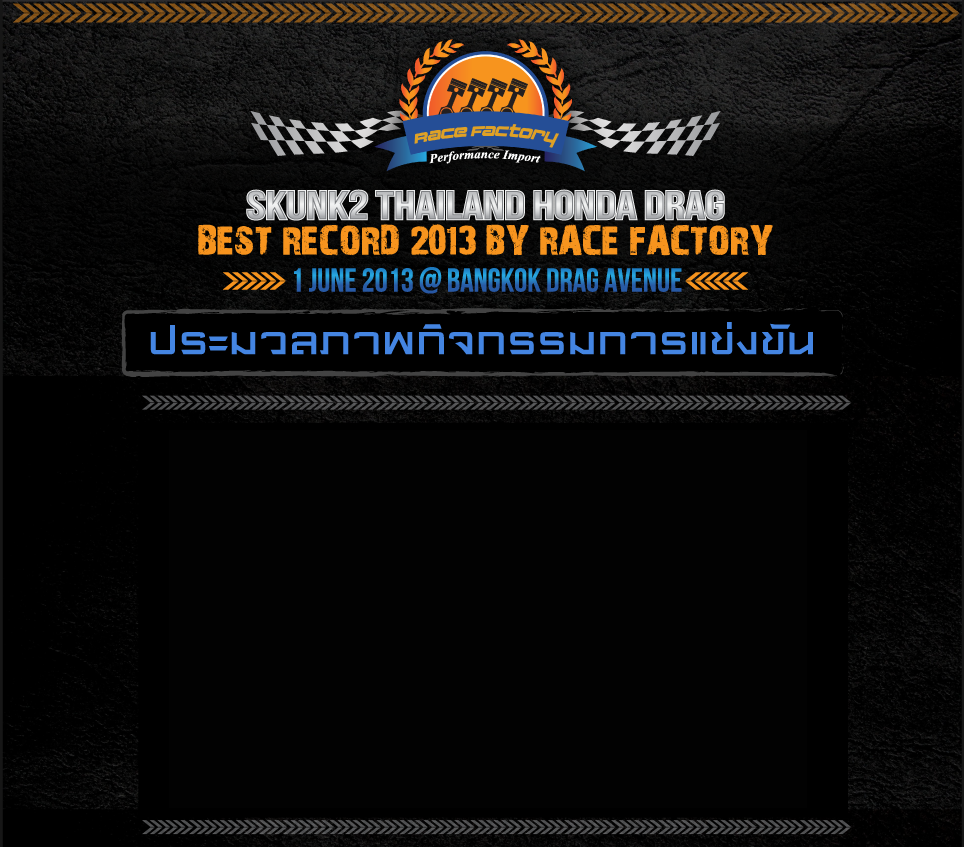 Race Factory
Performance Import
SKUNK2 THAILAND HONDA DRAG
BEST RECORD 2013 BY RACE FACTORY
1 JUNE 2013 @ BANGKOK DRAG AVENUE
ประมวลภาพกิจกรรมการแข่งขัน